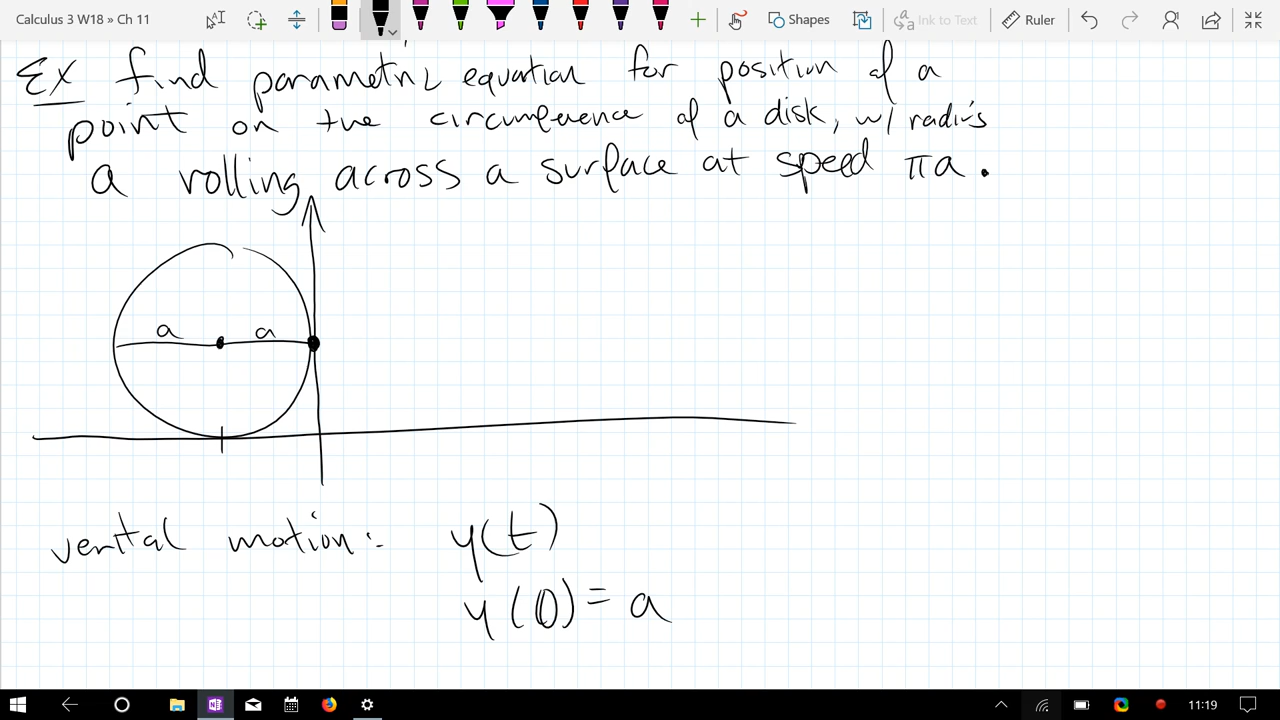 Calculus 3 W18 » Ch 11
Shapes
Ink to Text
Ruler
Ex find parametric equation for position of a
point on the circumference of a disk, w/ radius
a rolling across a surface at speed πa.
a a
vertical motion: y(t)
y(0) = a
11:19